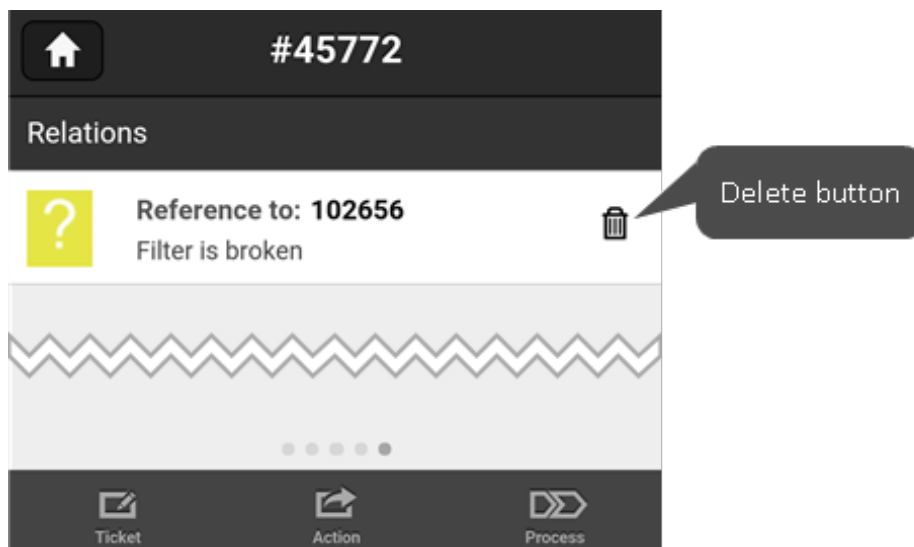 #45772
Relations
Reference to: 102656
Filter is broken
Delete button
Ticket
Action
Process